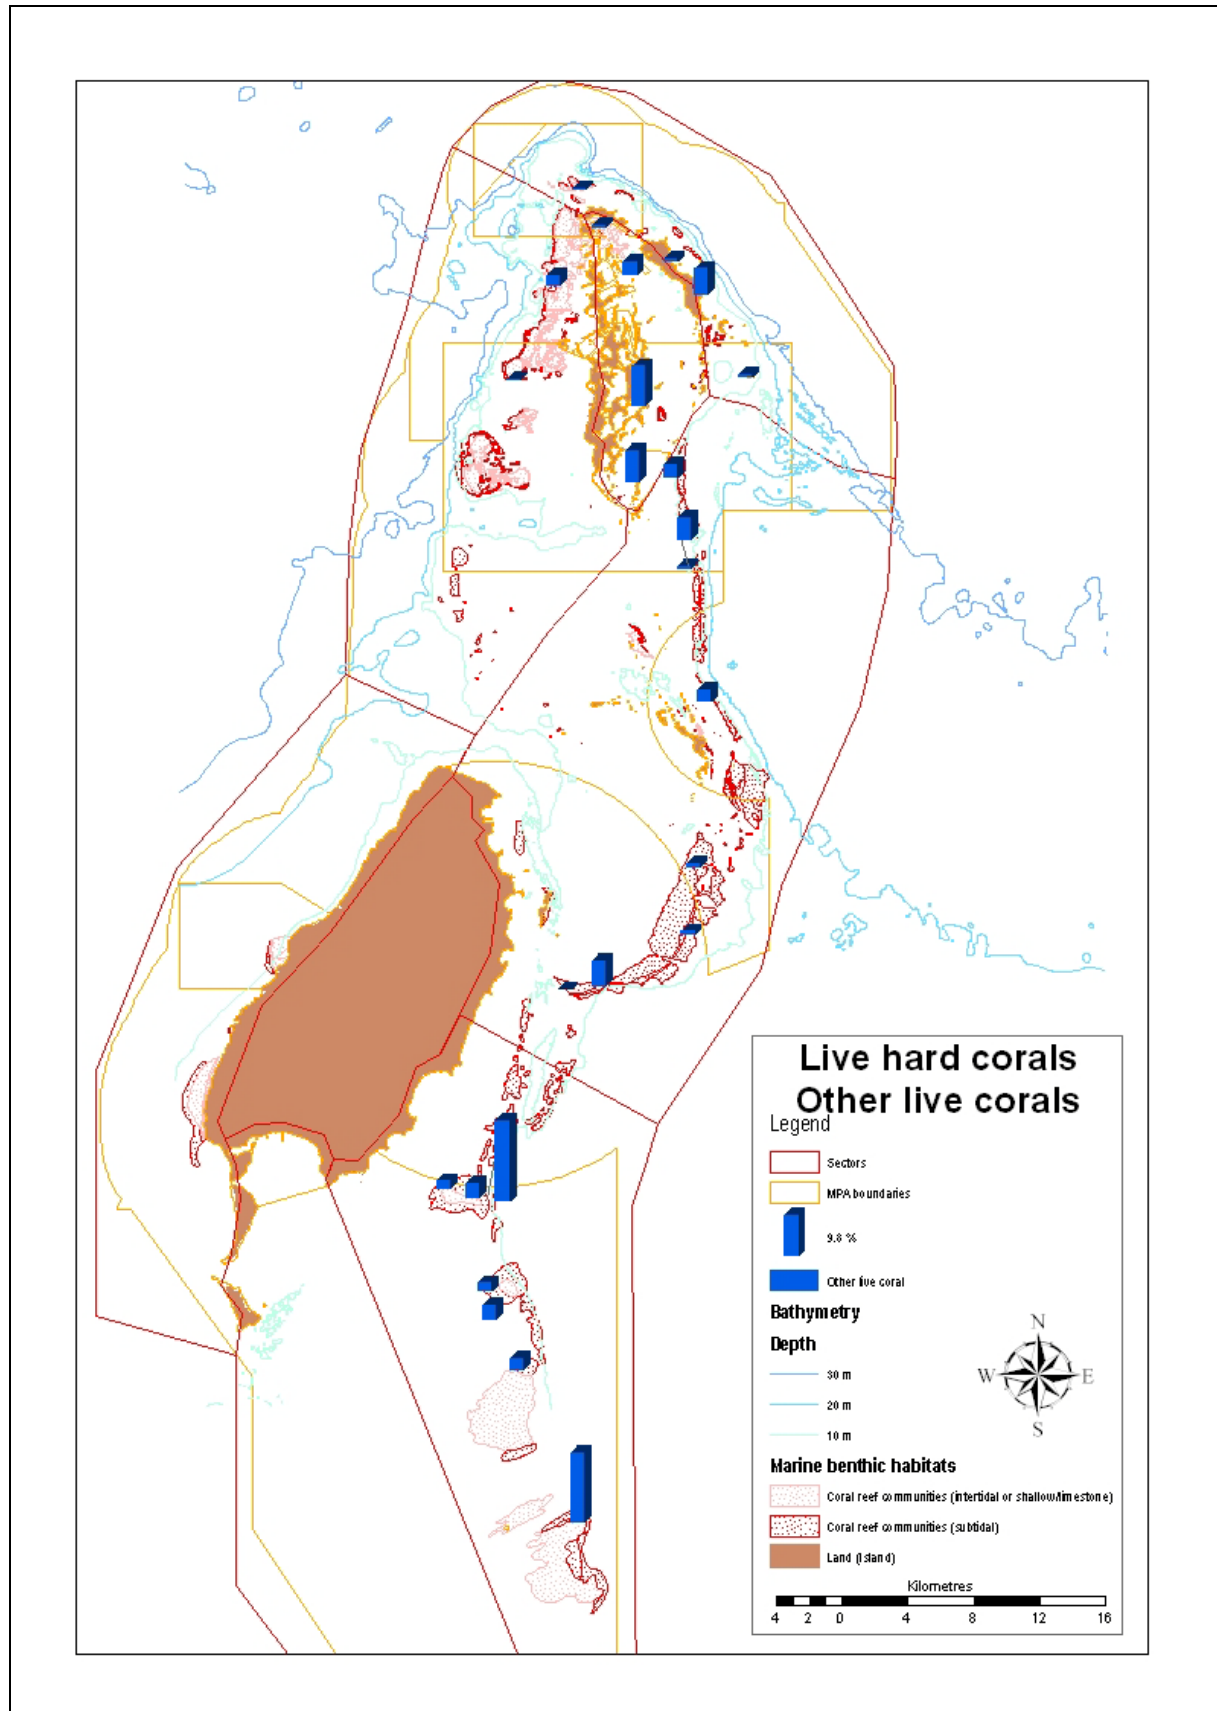 Live hard corals
Other live corals
Legend
Sectors
MPA boundaries
9.8 %
Other live coral
Bathymetry
Depth
30 m
20 m
10 m
N
W
E
S
Marine benthic habitats
Coral reef communities (intertidal or shallow/limestone)
Coral reef communities (subtidal)
Land (Island)
Kilometres
4 2 0 4 8 12 16